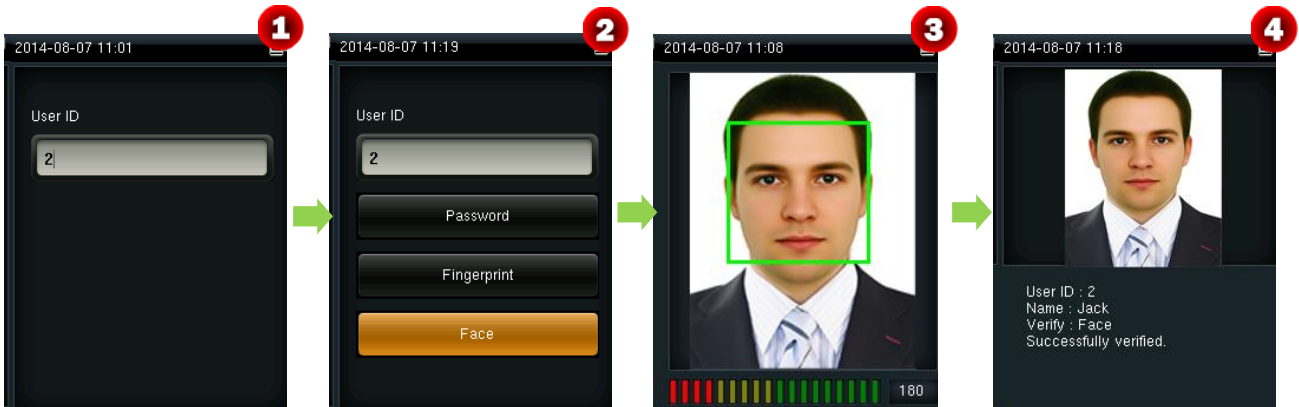 1
2014-08-07 11:01
User ID
2
2
2014-08-07 11:19
User ID
2
Password
Fingerprint
Face
3
2014-08-07 11:08
180
4
2014-08-07 11:18
User ID : 2
Name : Jack
Verify : Face
Successfully verified.